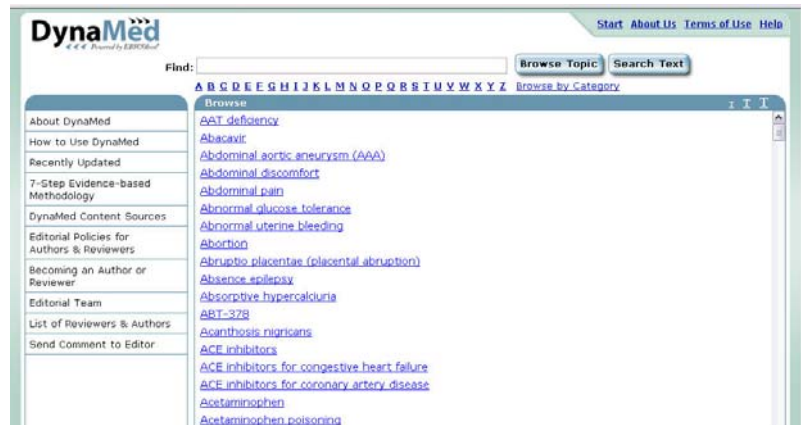 DynaMed
Powered by EBSCOhost
Start About Us Terms of Use Help
Find:
Browse Topic Search Text
A B C D E F G H I J K L M N O P Q R S T U V W X Y Z Browse by Category
Browse
I I I
About DynaMed
How to Use DynaMed
Recently Updated
7-Step Evidence-based
Methodology
DynaMed Content Sources
Editorial Policies for
Authors & Reviewers
Becoming an Author or
Reviewer
Editorial Team
List of Reviewers & Authors
Send Comment to Editor
AAT deficiency
Abacavir
Abdominal aortic aneurysm (AAA)
Abdominal discomfort
Abdominal pain
Abnormal glucose tolerance
Abnormal uterine bleeding
Abortion
Abruptio placentae (placental abruption)
Absence epilepsy
Absorptive hypercalciuria
ABT-378
Acanthosis nigricans
ACE inhibitors
ACE inhibitors for congestive heart failure
ACE inhibitors for coronary artery disease
Acetaminophen
Acetaminophen poisoning